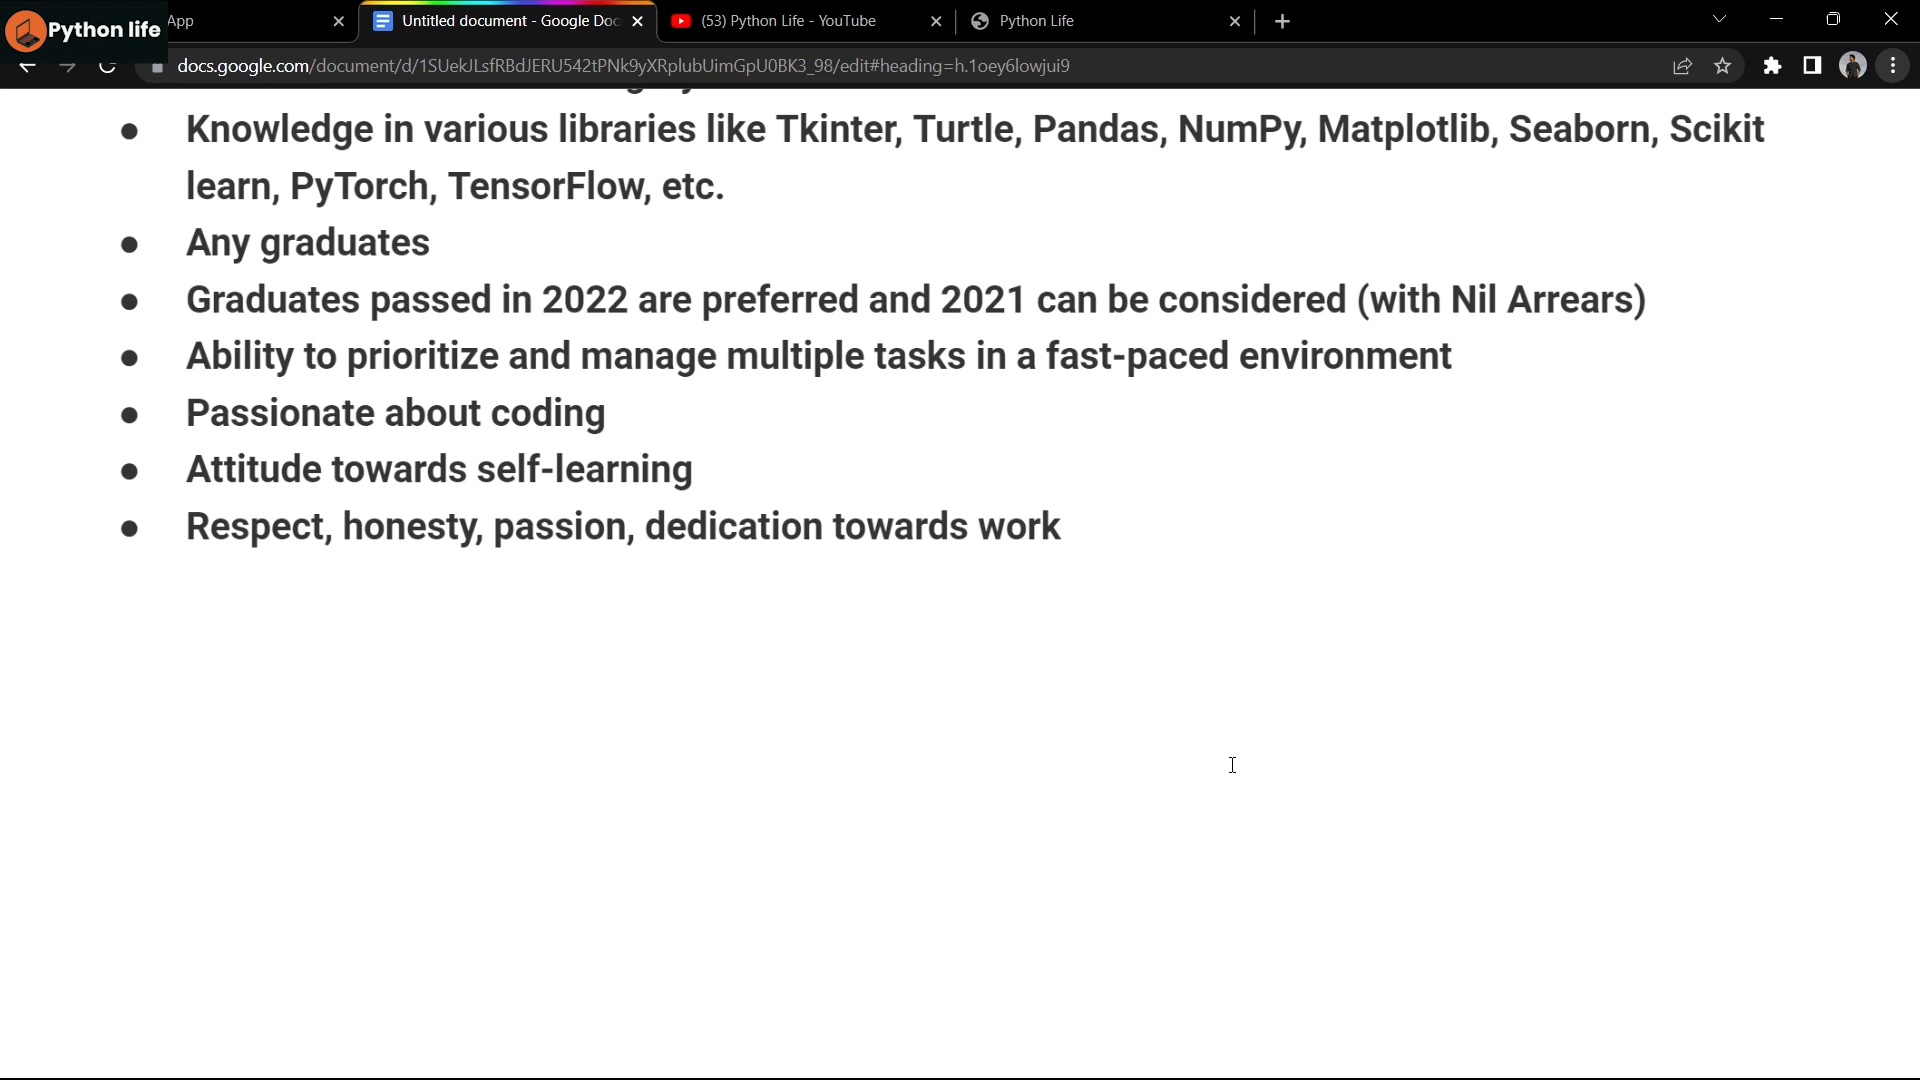 Python life
App
Untitled document - Google Doc
(53) Python Life - YouTube
Python Life
docs.google.com/document/d/1SUekJLsfRBdJERU542tPNk9yXRplubUimGpU0BK3_98/edit#heading=h.1oey6lowjui9
● Knowledge in various libraries like Tkinter, Turtle, Pandas, NumPy, Matplotlib, Seaborn, Scikit
learn, PyTorch, TensorFlow, etc.
● Any graduates
● Graduates passed in 2022 are preferred and 2021 can be considered (with Nil Arrears)
● Ability to prioritize and manage multiple tasks in a fast-paced environment
● Passionate about coding
● Attitude towards self-learning
● Respect, honesty, passion, dedication towards work